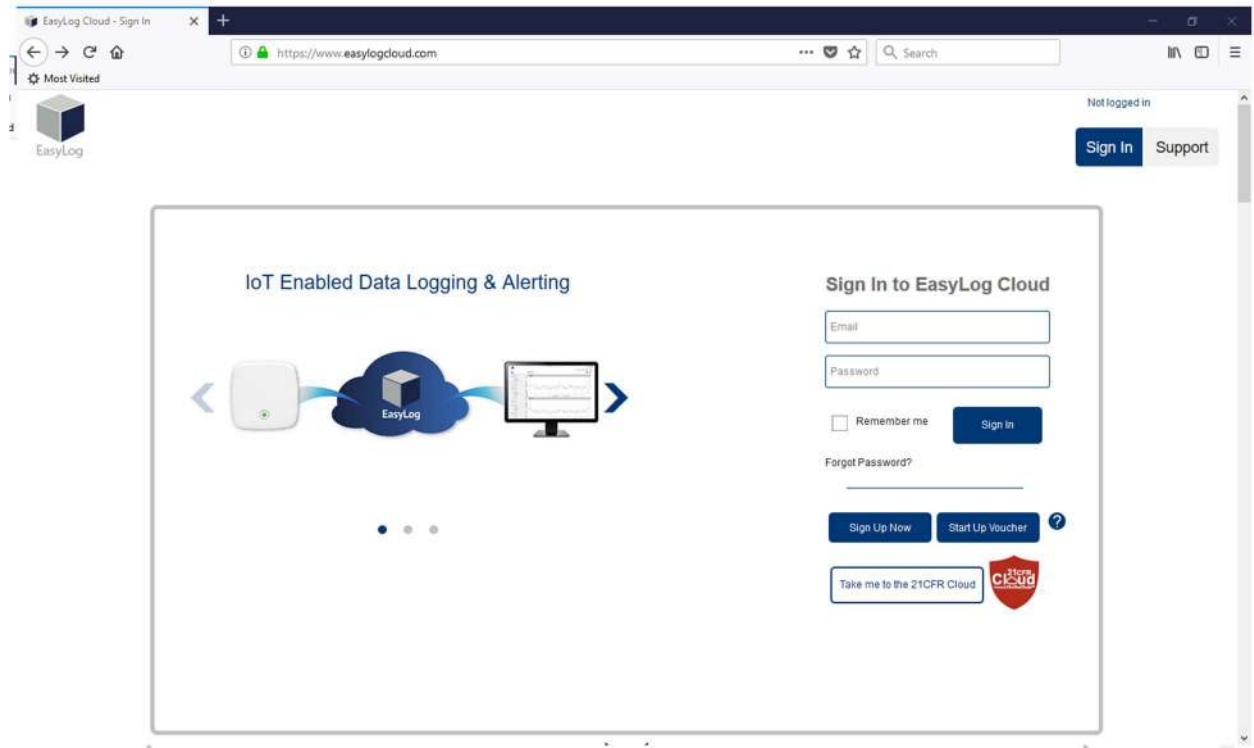 EasyLog Cloud - Sign In
https://www.easylogcloud.com
Search
Most Visited
Not logged in
EasyLog
Sign In
Support
IoT Enabled Data Logging & Alerting
EasyLog
Sign In to EasyLog Cloud
Email
Password
Remember me
Sign In
Forgot Password?
Sign Up Now
Start Up Voucher
?
Take me to the 21CFR Cloud
21CFR
Cloud